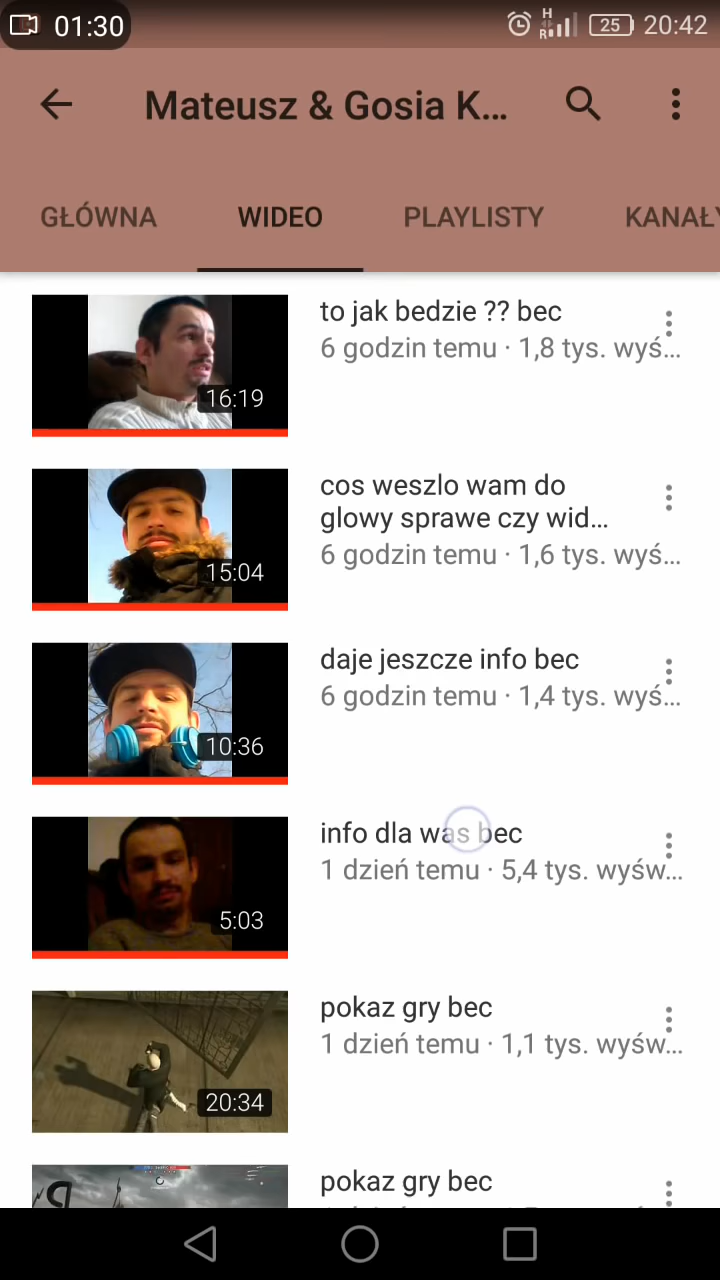 01:30
H
R
25
20:42
Mateusz & Gosia K...
GŁÓWNA
WIDEO
PLAYLISTY
KANAŁY
to jak bedzie ?? bec
6 godzin temu · 1,8 tys. wyś...
16:19
cos weszlo wam do
glowy sprawe czy wid...
6 godzin temu · 1,6 tys. wyś...
15:04
daje jeszcze info bec
6 godzin temu · 1,4 tys. wyś...
10:36
info dla was bec
1 dzień temu · 5,4 tys. wyśw...
5:03
pokaz gry bec
1 dzień temu · 1,1 tys. wyśw...
20:34
pokaz gry bec